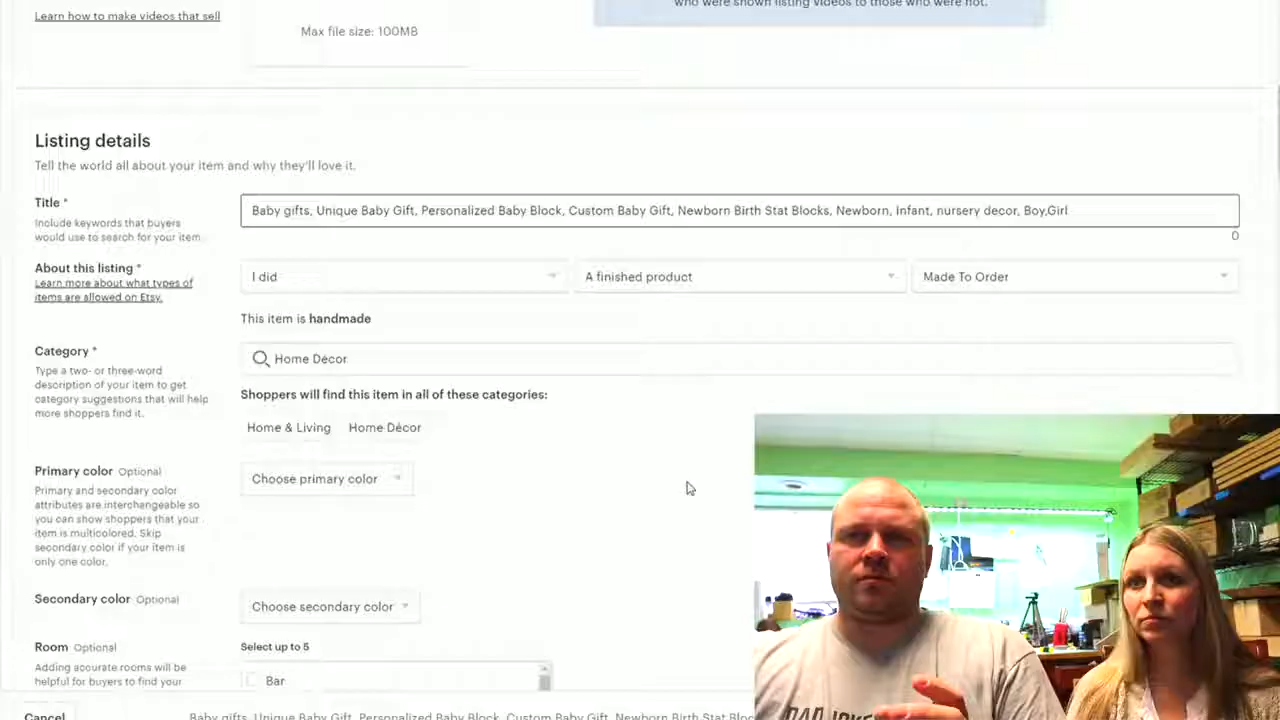 Learn how to make videos that sell
Max file size: 100MB
who were shown listing videos to those who were not.
Listing details
Tell the world all about your item and why they'll love it.
Title *
Include keywords that buyers
would use to search for your item.
Baby gifts, Unique Baby Gift, Personalized Baby Block, Custom Baby Gift, Newborn Birth Stat Blocks, Newborn, Infant, nursery decor, Boy,Girl
0
About this listing *
Learn more about what types of
items are allowed on Etsy.
I did
A finished product
Made To Order
This item is handmade
Category *
Type a two- or three-word
description of your item to get
category suggestions that will help
more shoppers find it.
Home Décor
Shoppers will find this item in all of these categories:
Home & Living Home Décor
Primary color Optional
Primary and secondary color
attributes are interchangeable so
you can show shoppers that your
item is multicolored. Skip
secondary color if your item is
only one color.
Choose primary color
Secondary color Optional
Choose secondary color
Room Optional
Adding accurate rooms will be
helpful for buyers to find your
Select up to 5
Bar
Cancel
Baby gifts, Unique Baby Gift, Personalized Baby Block, Custom Baby Gift, Newborn Birth Stat Bloc
DAD